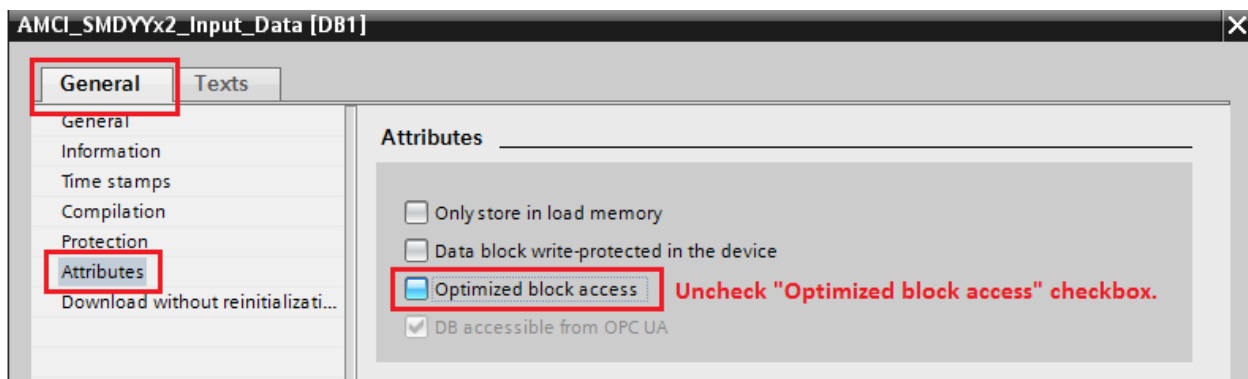 AMCI_SMDYYx2_Input_Data [DB1]
General Texts
General
Information
Time stamps
Compilation
Protection
Attributes
Download without reinitializati...
Attributes
Only store in load memory
Data block write-protected in the device
Optimized block access Uncheck "Optimized block access" checkbox.
DB accessible from OPC UA